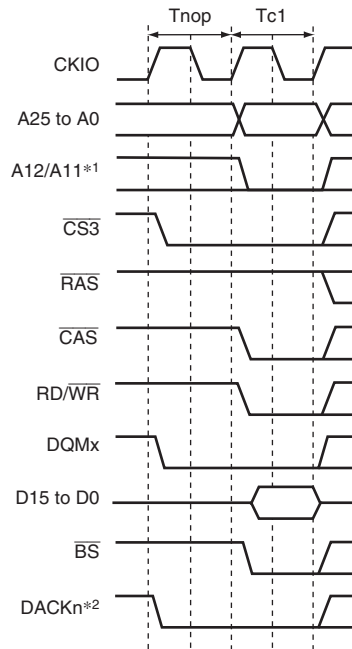 Tnop Tc1
CKIO
A25 to A0
A12/A11*1
CS3
RAS
CAS
RD/WR
DQMx
D15 to D0
BS
DACKn*2